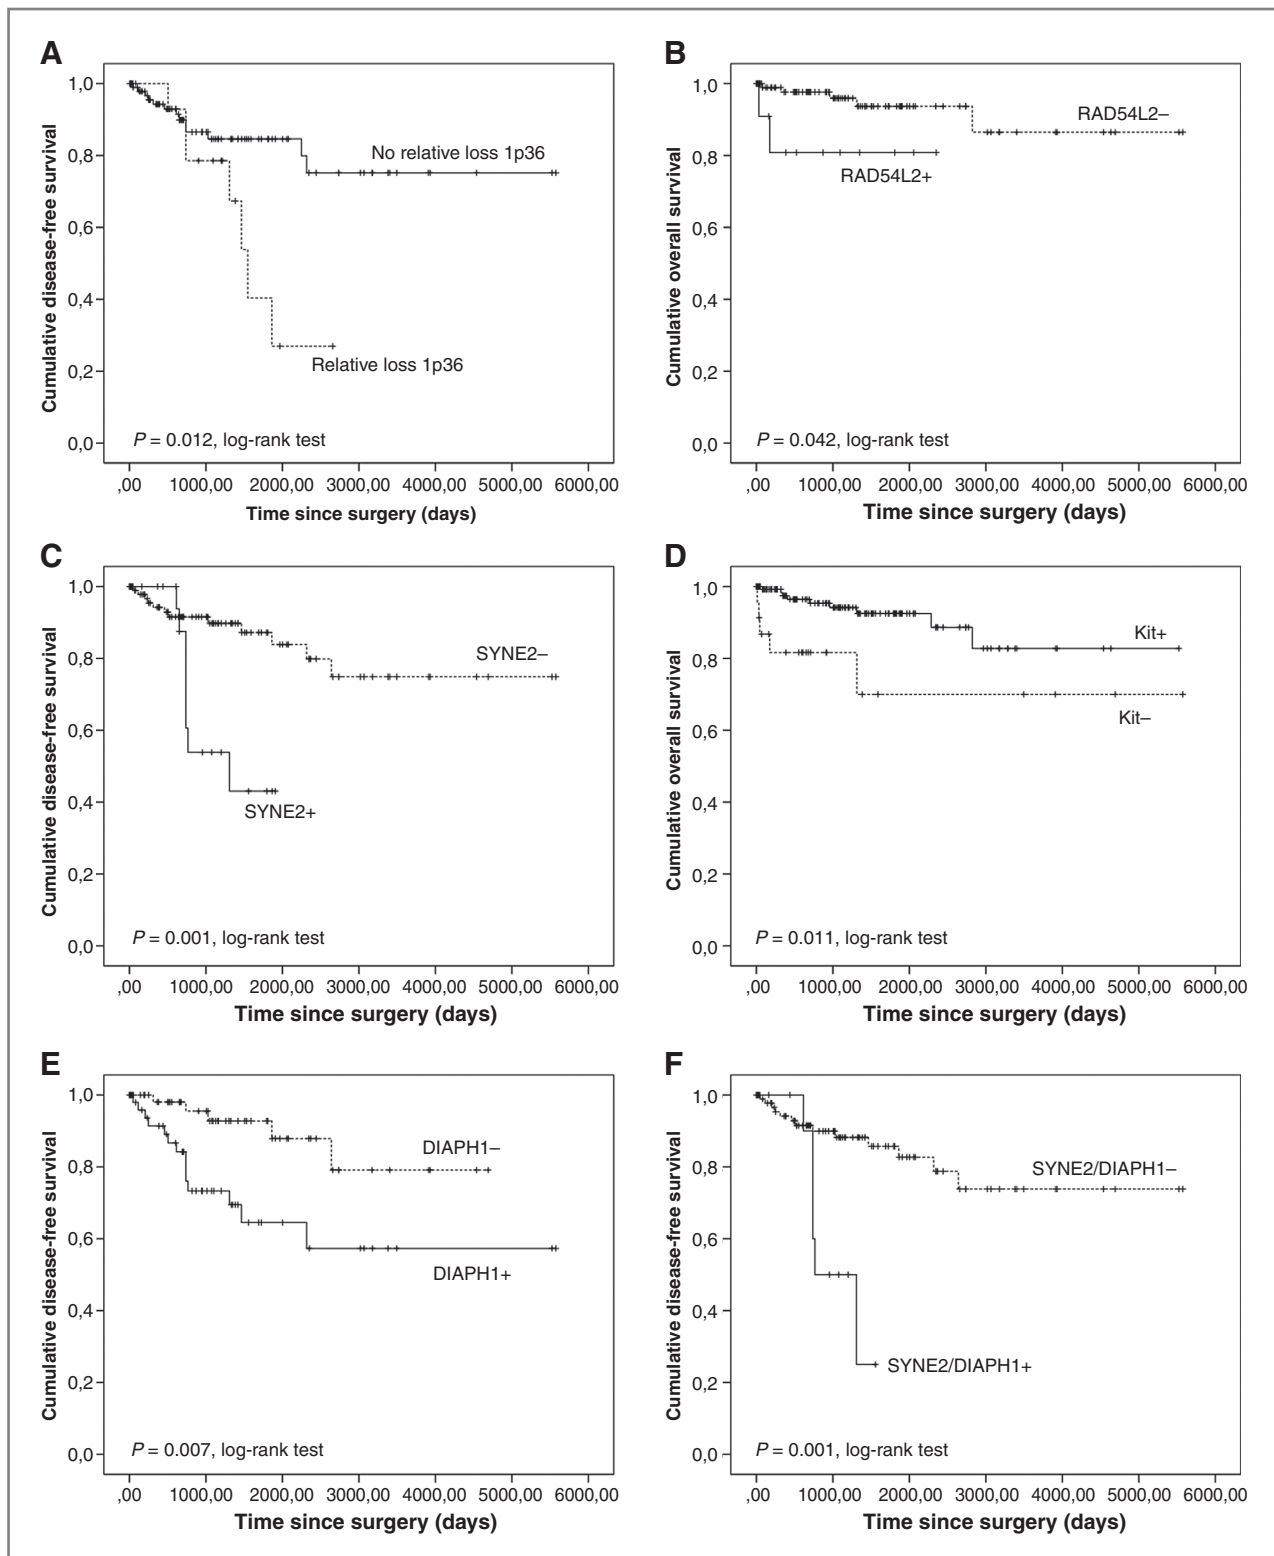 A
Cumulative disease-free survival
1,0
0,8
0,6
0,4
0,2
0,0
No relative loss 1p36
Relative loss 1p36
P = 0.012, log-rank test
,00 1000,00 2000,00 3000,00 4000,00 5000,00 6000,00
Time since surgery (days)
B
Cumulative overall survival
1,0
0,8
0,6
0,4
0,2
0,0
RAD54L2–
RAD54L2+
P = 0.042, log-rank test
,00 1000,00 2000,00 3000,00 4000,00 5000,00 6000,00
Time since surgery (days)
C
Cumulative disease-free survival
1,0
0,8
0,6
0,4
0,2
0,0
SYNE2–
SYNE2+
P = 0.001, log-rank test
,00 1000,00 2000,00 3000,00 4000,00 5000,00 6000,00
Time since surgery (days)
D
Cumulative overall survival
1,0
0,8
0,6
0,4
0,2
0,0
Kit+
Kit–
P = 0.011, log-rank test
,00 1000,00 2000,00 3000,00 4000,00 5000,00 6000,00
Time since surgery (days)
E
Cumulative disease-free survival
1,0
0,8
0,6
0,4
0,2
0,0
DIAPH1–
DIAPH1+
P = 0.007, log-rank test
,00 1000,00 2000,00 3000,00 4000,00 5000,00 6000,00
Time since surgery (days)
F
Cumulative disease-free survival
1,0
0,8
0,6
0,4
0,2
0,0
SYNE2/DIAPH1–
SYNE2/DIAPH1+
P = 0.001, log-rank test
,00 1000,00 2000,00 3000,00 4000,00 5000,00 6000,00
Time since surgery (days)